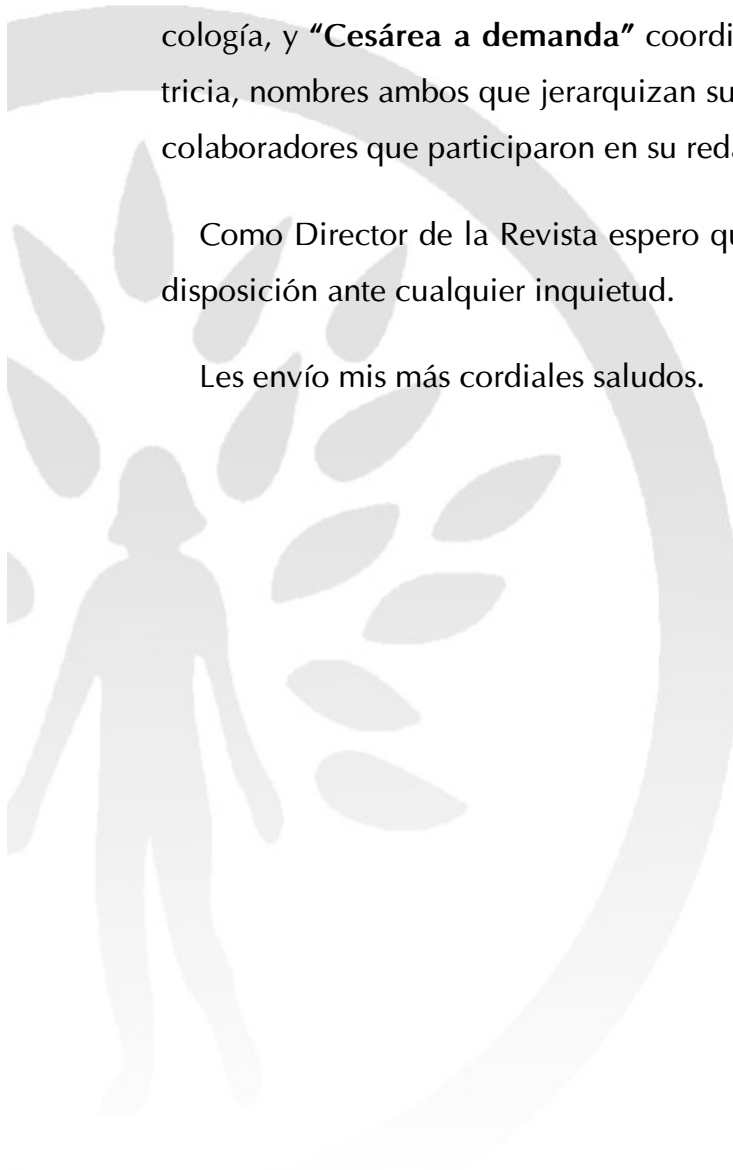 cología, y “Cesárea a demanda” coordi
tricia, nombres ambos que jerarquizan su
colaboradores que participaron en su reda
Como Director de la Revista espero qu
disposición ante cualquier inquietud.
Les envío mis más cordiales saludos.